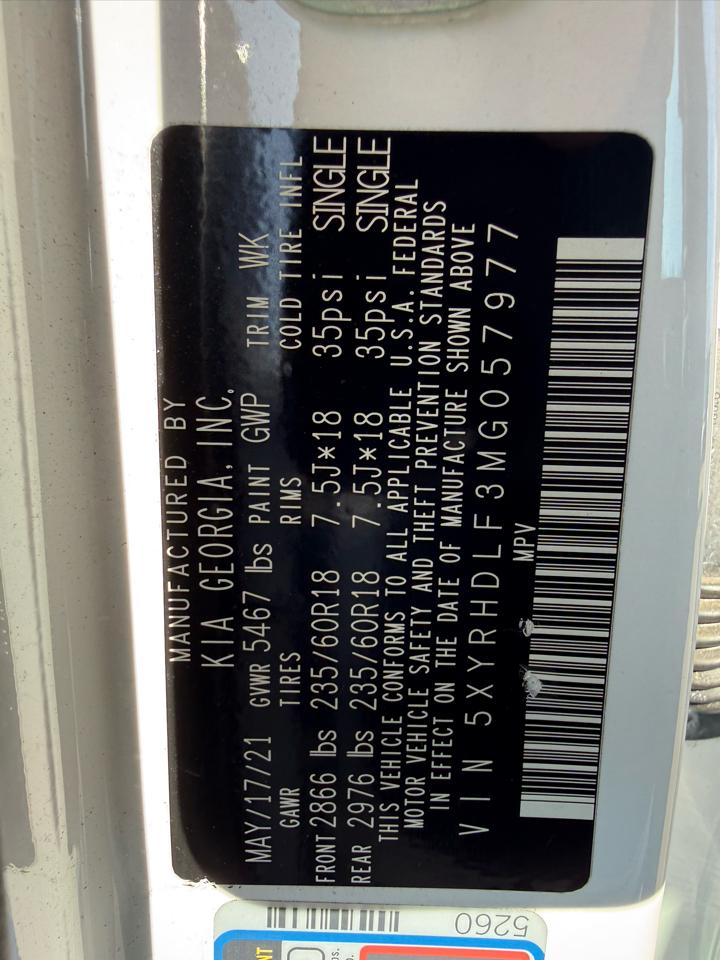 MANUFACTURED BY
KIA GEORGIA, INC.
MAY/17/21 GVWR 5467 lbs PAINT GWP TRIM WK
GAWR TIRES RIMS COLD TIRE INFL
FRONT 2866 lbs 235/60R18 7.5J*18 35psi SINGLE
REAR 2976 lbs 235/60R18 7.5J*18 35psi SINGLE
THIS VEHICLE CONFORMS TO ALL APPLICABLE U.S.A. FEDERAL
MOTOR VEHICLE SAFETY AND THEFT PREVENTION STANDARDS
IN EFFECT ON THE DATE OF MANUFACTURE SHOWN ABOVE
VIN 5XYRHDLF3MG057977
MPV
5260